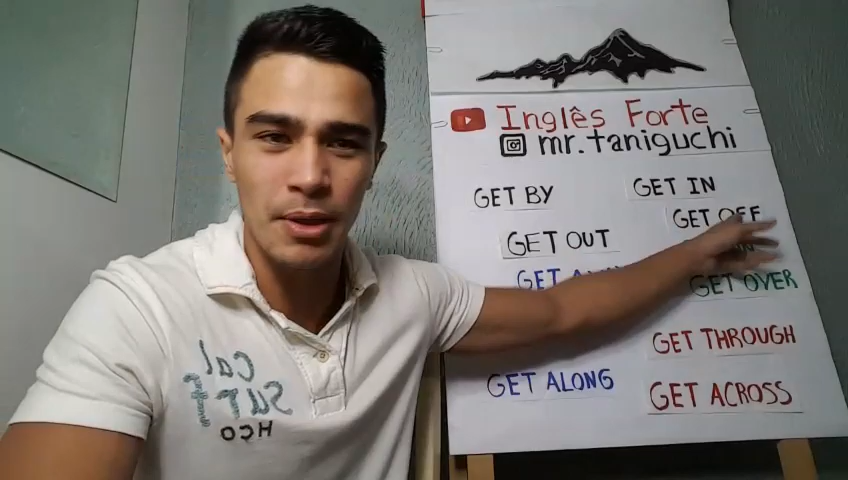 Inglês Forte
mr.taniguchi
GET BY
GET IN
GET OFF
GET OUT
GET
GET OVER
GET THROUGH
GET ALONG
GET ACROSS
Cal
Surf
HCO